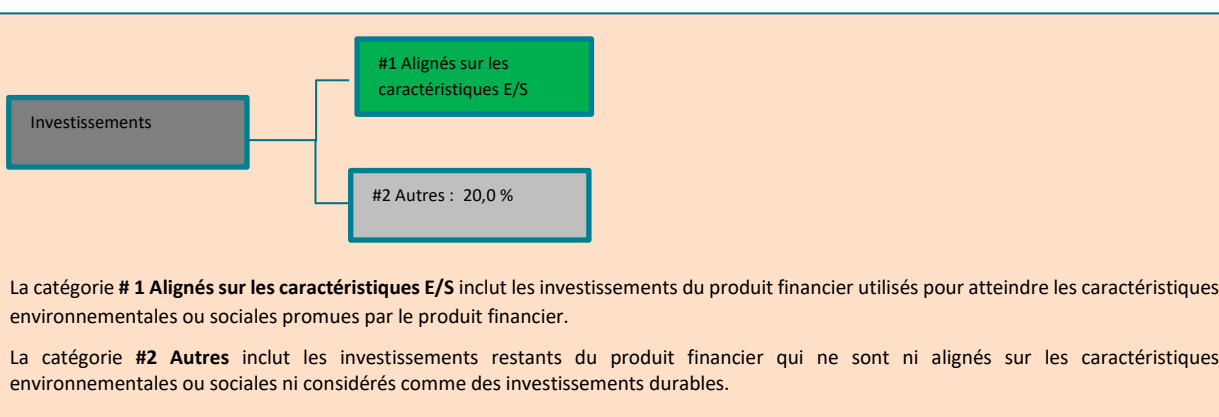 #1 Alignés sur les
caractéristiques E/S
Investissements
#2 Autres : 20,0 %
La catégorie # 1 Alignés sur les caractéristiques E/S inclut les investissements du produit financier utilisés pour atteindre les caractéristiques
environnementales ou sociales promues par le produit financier.
La catégorie #2 Autres inclut les investissements restants du produit financier qui ne sont ni alignés sur les caractéristiques
environnementales ou sociales ni considérés comme des investissements durables.